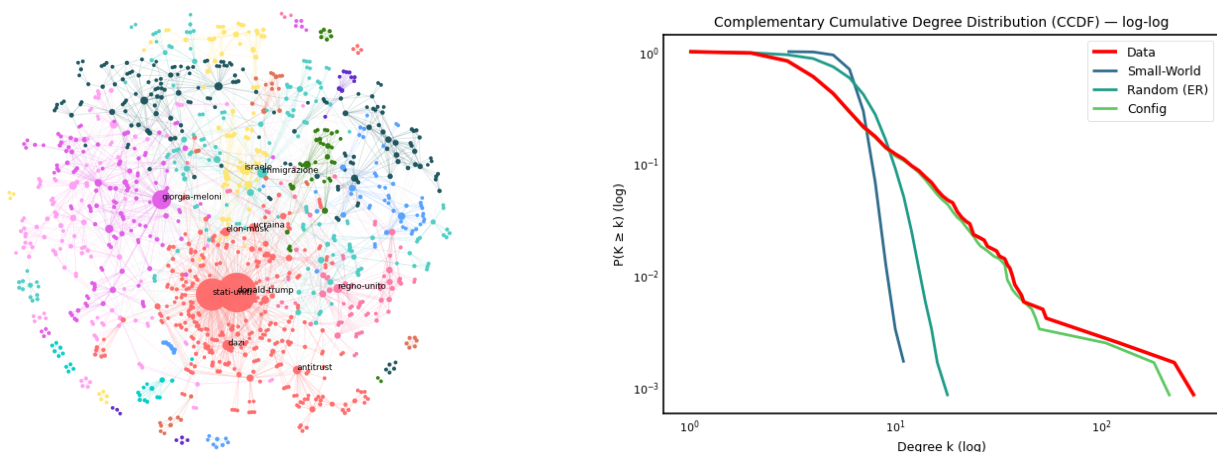 israele
immigrazione
giorgia-meloni
ucraina
elon-musk
stati-uniti
donald-trump
regno-unito
dazi
antitrust
Complementary Cumulative Degree Distribution (CCDF) — log-log
P(K ≥ k) (log)
10⁰
10⁻¹
10⁻²
10⁻³
Data
Small-World
Random (ER)
Config
10⁰ 10¹ 10²
Degree k (log)